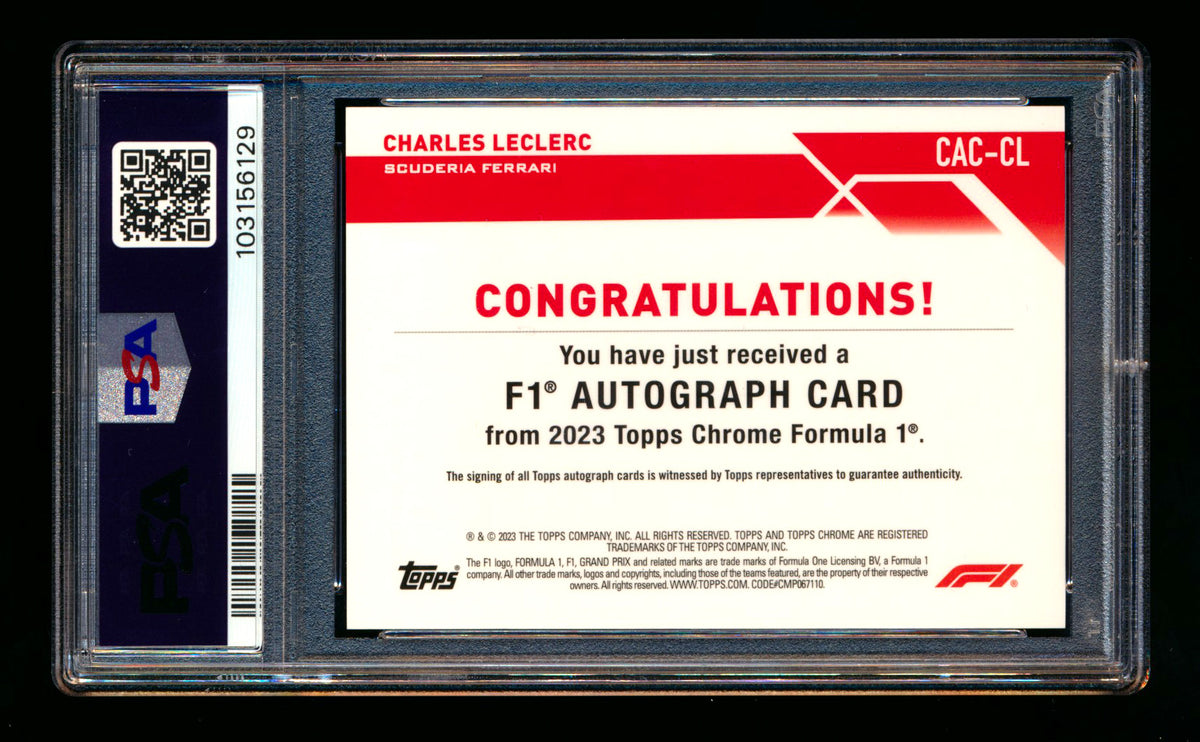 103156129
PSA
PSA
CHARLES LECLERC
SCUDERIA FERRARI
CAC-CL
CONGRATULATIONS!
You have just received a
F1® AUTOGRAPH CARD
from 2023 Topps Chrome Formula 1®.
The signing of all Topps autograph cards is witnessed by Topps representatives to guarantee authenticity.
® & © 2023 THE TOPPS COMPANY, INC. ALL RIGHTS RESERVED. TOPPS AND TOPPS CHROME ARE REGISTERED
TRADEMARKS OF THE TOPPS COMPANY, INC.
The F1 logo, FORMULA 1, F1, GRAND PRIX and related marks are trade marks of Formula One Licensing BV, a Formula 1
company. All other trade marks, logos and copyrights, including those of the teams featured, are the property of their respective
owners. All rights reserved. WWW.TOPPS.COM. CODE#CMP067110.
Topps®
F1®